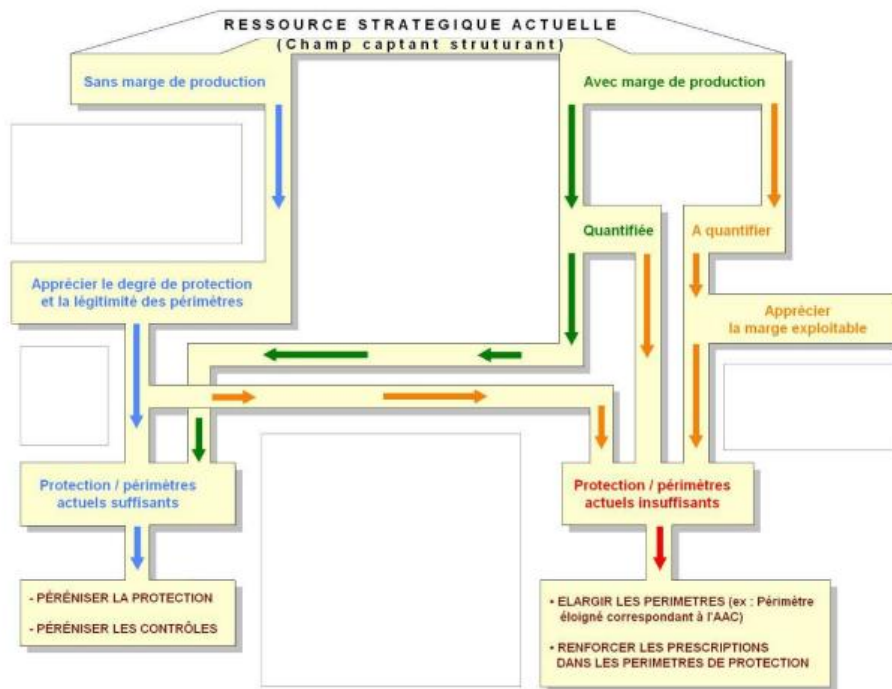 RESSOURCE STRATEGIQUE ACTUELLE
(Champ captant struturant)
Sans marge de production
Avec marge de production
Quantifiée
A quantifier
Apprécier le degré de protection
et la légitimité des périmètres
Apprécier
la marge exploitable
Protection / périmètres
actuels suffisants
Protection / périmètres
actuels insuffisants
- PÉRÉNISER LA PROTECTION
- PÉRÉNISER LES CONTRÔLES
• ELARGIR LES PERIMETRES (ex : Périmètre
éloigné correspondant à l'AAC)
• RENFORCER LES PRESCRIPTIONS
DANS LES PERIMETRES DE PROTECTION